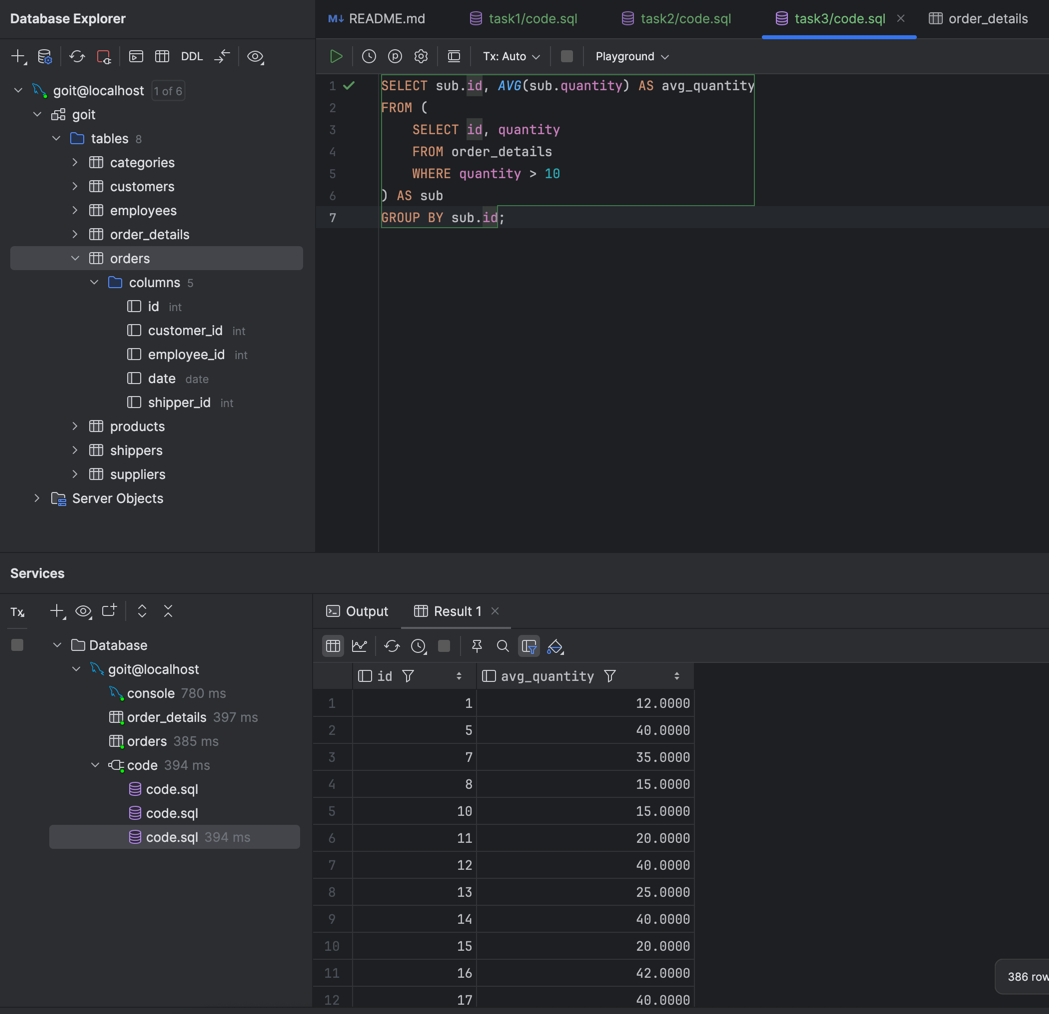 Database Explorer
README.md
task1/code.sql
task2/code.sql
task3/code.sql
order_details
DDL
Tx: Auto
Playground
goit@localhost 1 of 6
goit
tables 8
categories
customers
employees
order_details
orders
columns 5
id int
customer_id int
employee_id int
date date
shipper_id int
products
shippers
suppliers
Server Objects
1 SELECT sub.id, AVG(sub.quantity) AS avg_quantity
2 FROM (
3 SELECT id, quantity
4 FROM order_details
5 WHERE quantity > 10
6 ) AS sub
7 GROUP BY sub.id;
Services
Tx
Database
goit@localhost
console 780 ms
order_details 397 ms
orders 385 ms
code 394 ms
code.sql
code.sql
code.sql 394 ms
Output
Result 1
id avg_quantity
1 1 12.0000
2 5 40.0000
3 7 35.0000
4 8 15.0000
5 10 15.0000
6 11 20.0000
7 12 40.0000
8 13 25.0000
9 14 40.0000
10 15 20.0000
11 16 42.0000
12 17 40.0000
386 row